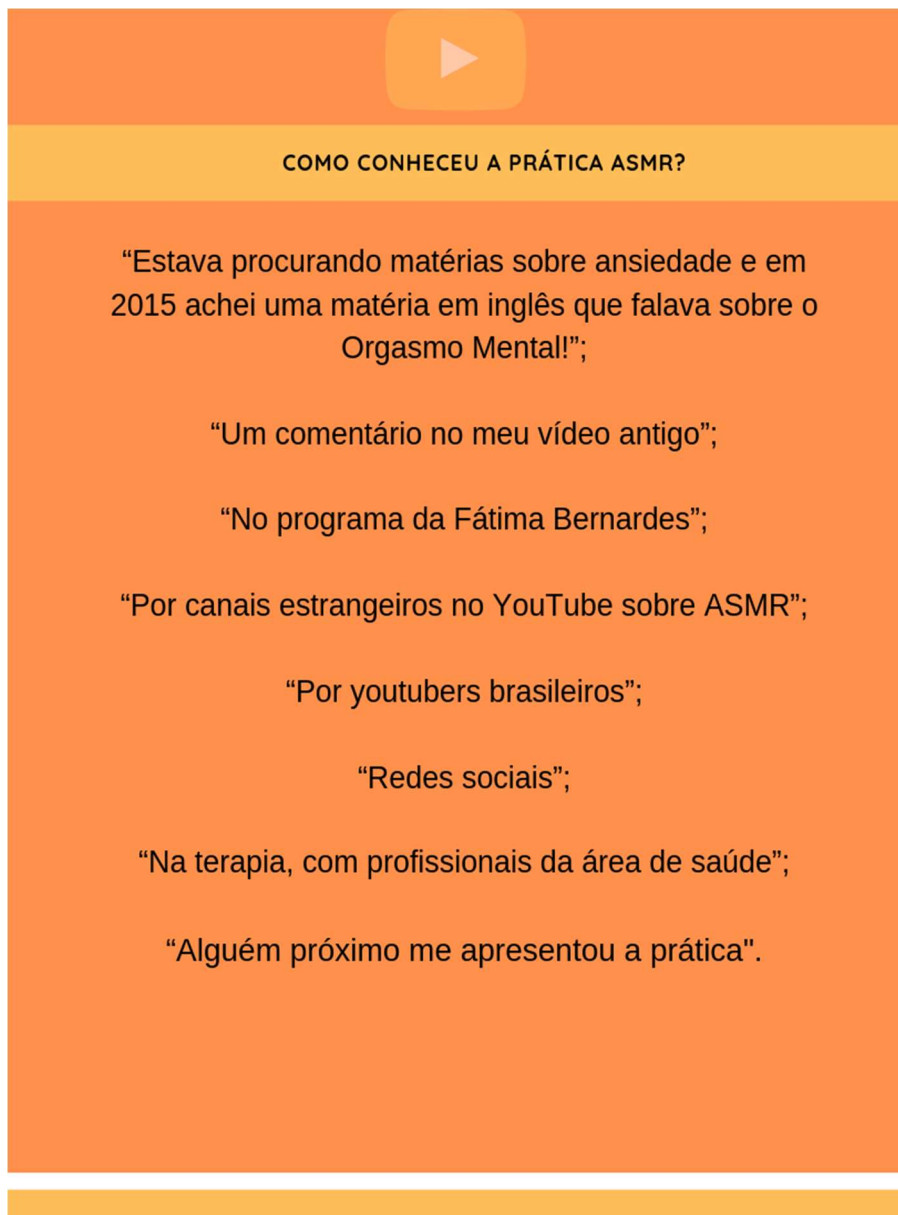 COMO CONHECEU A PRÁTICA ASMR?
“Estava procurando matérias sobre ansiedade e em
2015 achei uma matéria em inglês que falava sobre o
Orgasmo Mental!”;
“Um comentário no meu vídeo antigo”;
“No programa da Fátima Bernardes”;
“Por canais estrangeiros no YouTube sobre ASMR”;
“Por youtubers brasileiros”;
“Redes sociais”;
“Na terapia, com profissionais da área de saúde”;
“Alguém próximo me apresentou a prática".